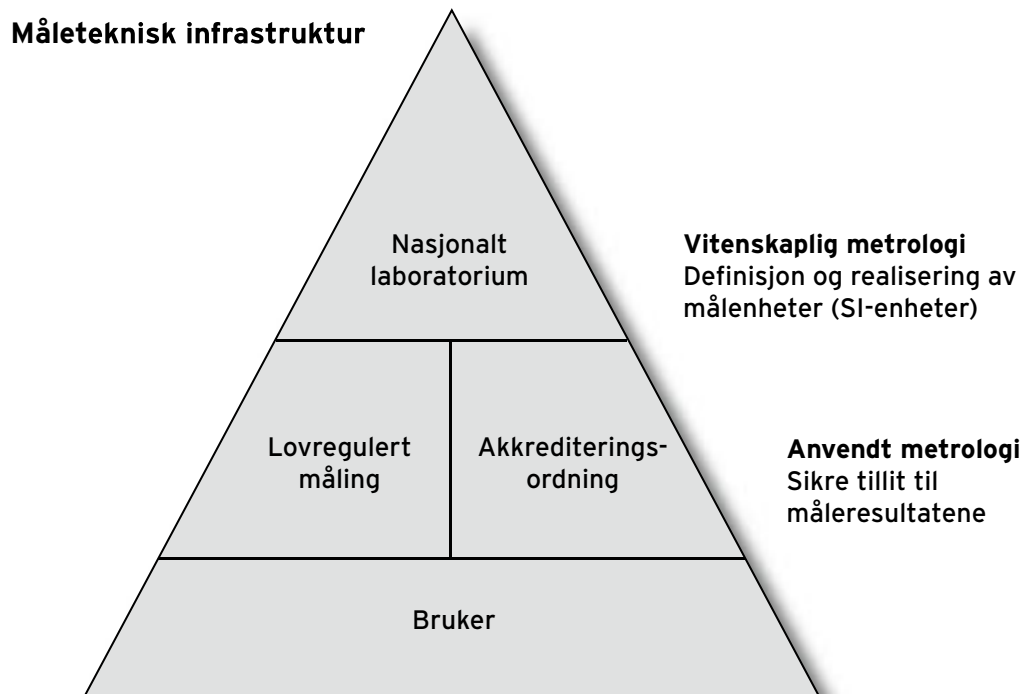 Måleteknisk infrastruktur
Nasjonalt
laboratorium
Vitenskaplig metrologi
Definisjon og realisering av
målenheter (SI-enheter)
Lovregulert
måling
Akkrediterings-
ordning
Anvendt metrologi
Sikre tillit til
måleresultatene
Bruker